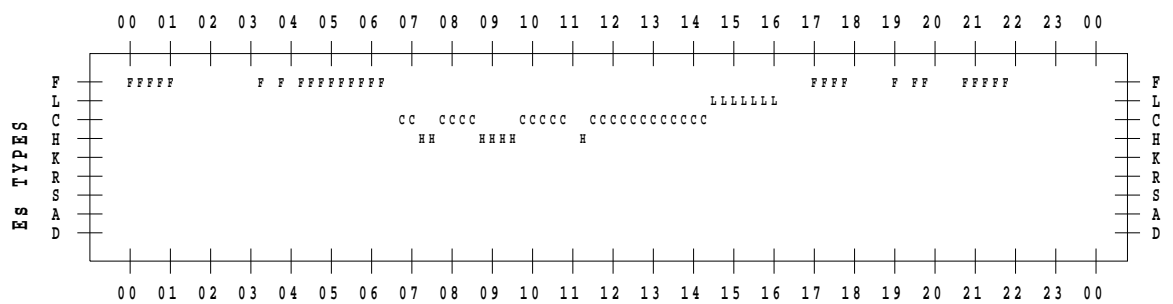 00 01 02 03 04 05 06 07 08 09 10 11 12 13 14 15 16 17 18 19 20 21 22 23 00
Es TYPES
F FFFFF F F FFFFFFFFF FFFF F FF FFFFF F
L LLLLLLL L
C CC CCCC CCCCC CCCCCCCCCCCC C
H HH HHHH H H
K K
R R
S S
A A
D D
00 01 02 03 04 05 06 07 08 09 10 11 12 13 14 15 16 17 18 19 20 21 22 23 00